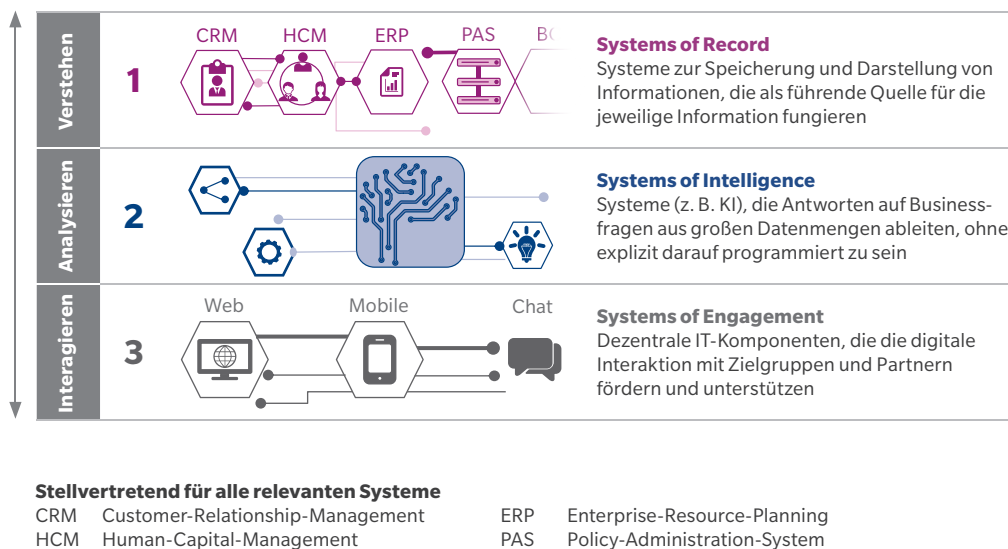 Verstehen
1
CRM HCM ERP PAS
Systems of Record
Systeme zur Speicherung und Darstellung von
Informationen, die als führende Quelle für die
jeweilige Information fungieren
Analysieren
2
Systems of Intelligence
Systeme (z. B. KI), die Antworten auf Business-
fragen aus großen Datenmengen ableiten, ohne
explizit darauf programmiert zu sein
Interagieren
3
Web Mobile Chat
Systems of Engagement
Dezentrale IT-Komponenten, die die digitale
Interaktion mit Zielgruppen und Partnern
fördern und unterstützen
Stellvertretend für alle relevanten Systeme
CRM Customer-Relationship-Management ERP Enterprise-Resource-Planning
HCM Human-Capital-Management PAS Policy-Administration-System